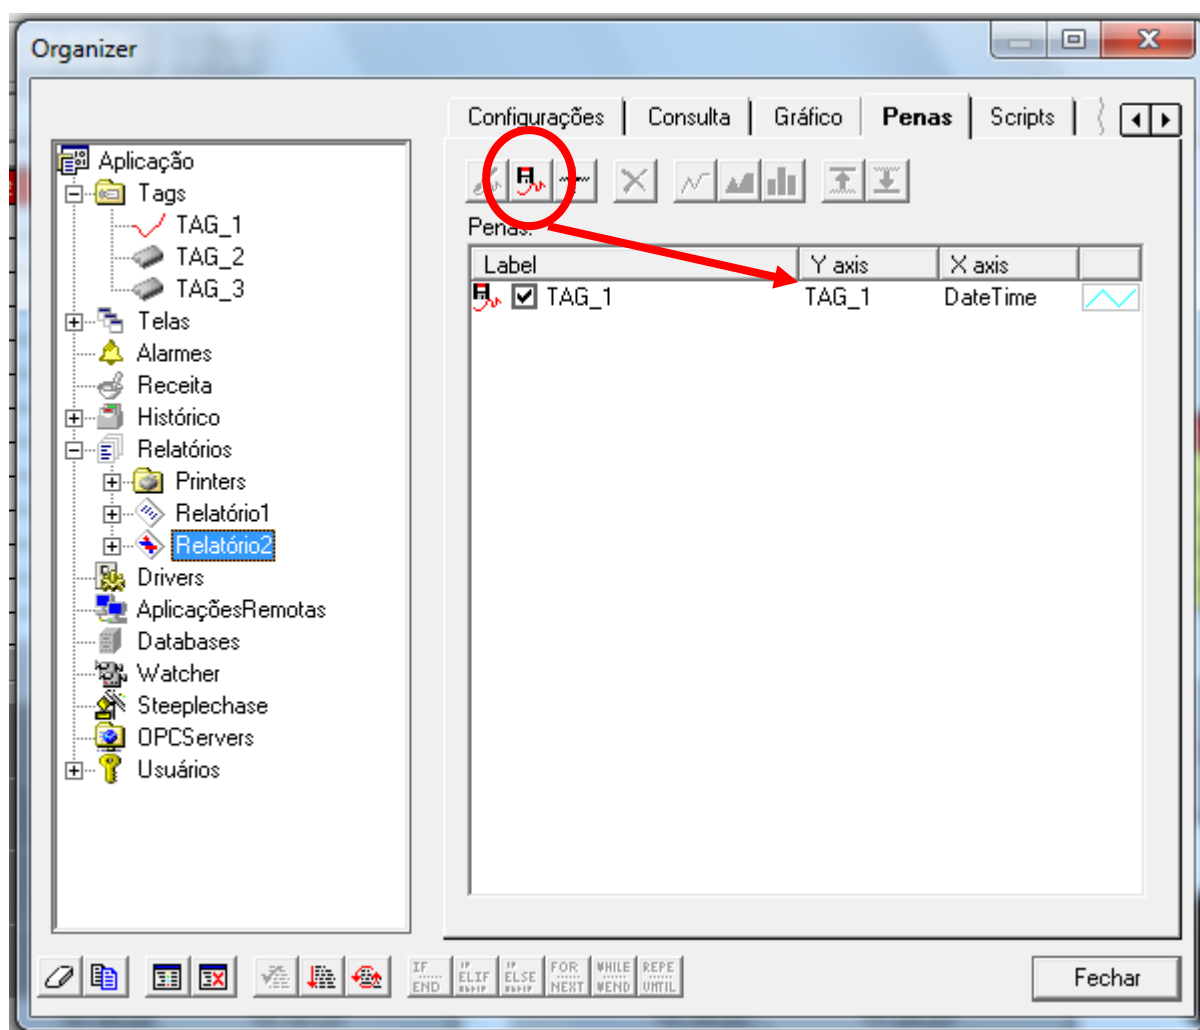 Organizer
Configurações
Consulta
Gráfico
Penas
Scripts
Aplicação
Tags
TAG_1
TAG_2
TAG_3
Telas
Alarmes
Receita
Histórico
Relatórios
Printers
Relatório1
Relatório2
Drivers
AplicaçõesRemotas
Databases
Watcher
Steeplechase
OPCServers
Usuários
Penas:
Label Y axis X axis
TAG_1 TAG_1 DateTime
IF END
IF ELIF
IF ELSE
FOR NEXT
WHILE WEND
REPE UNTIL
Fechar